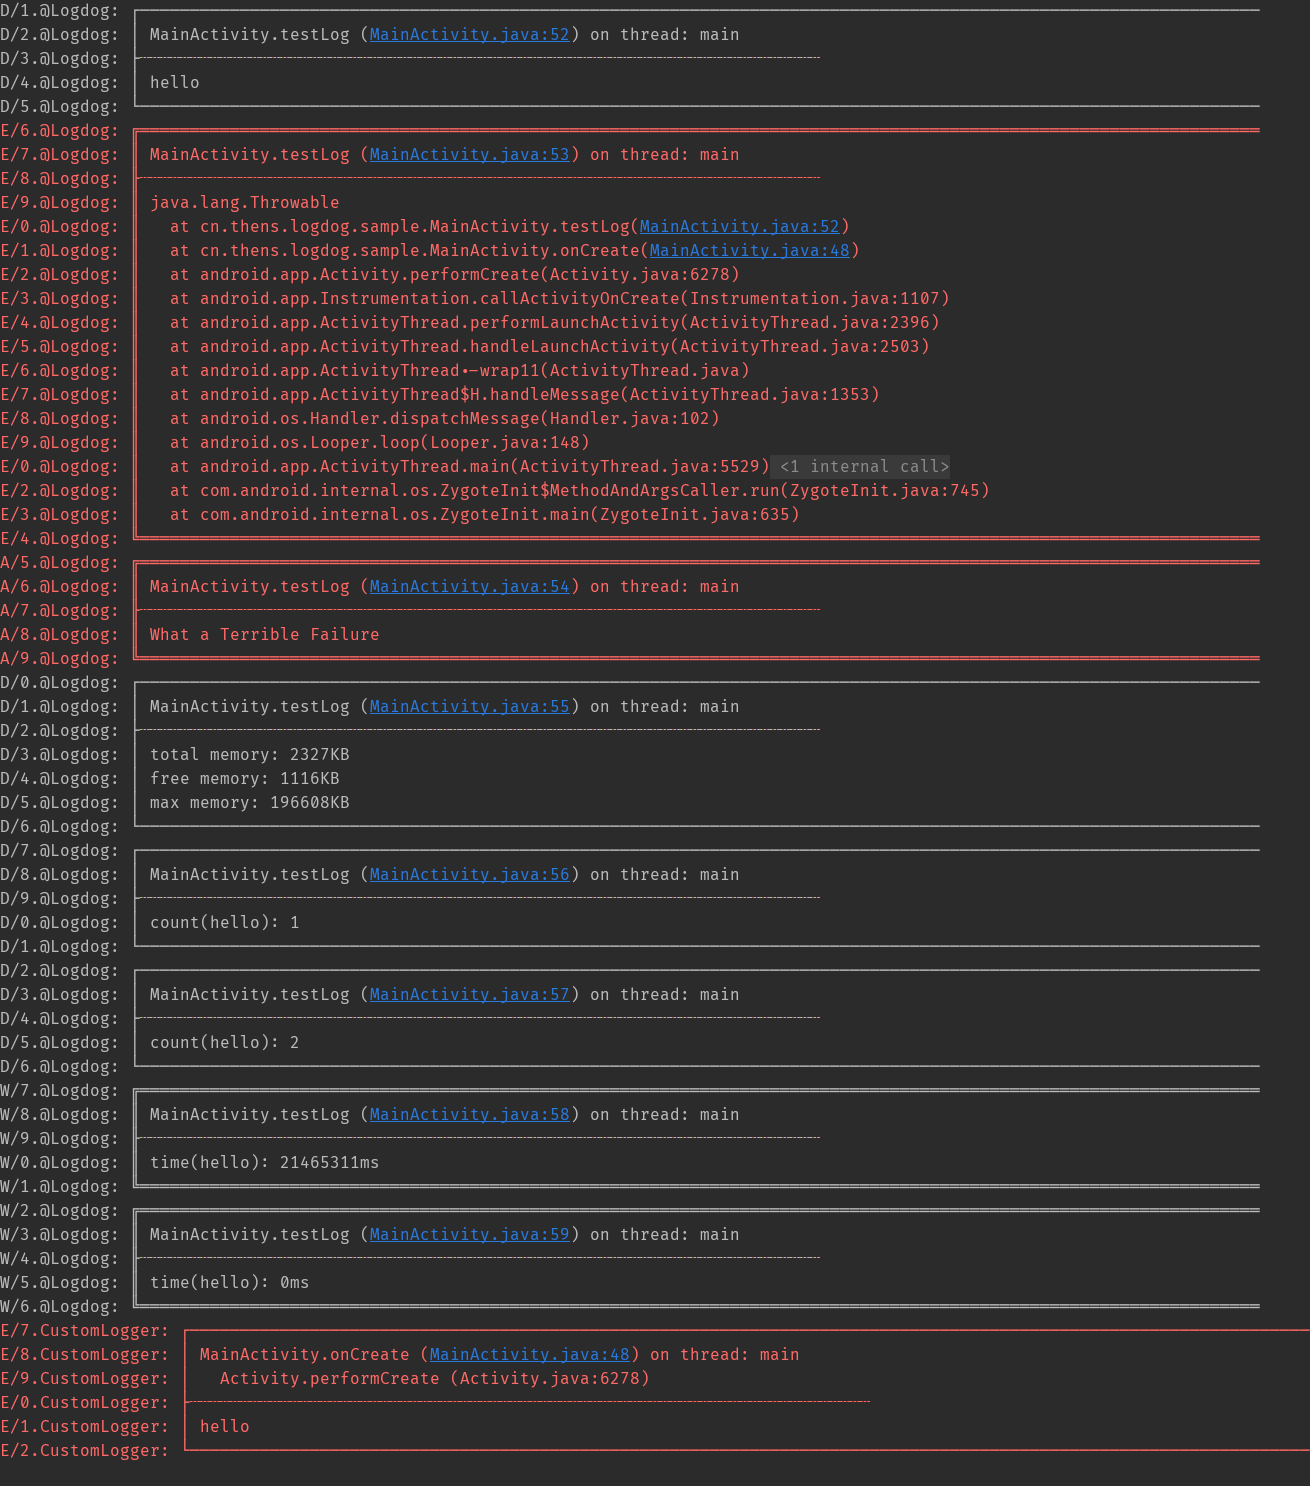 D/1.@Logdog: ┌────────────────────────────────────────
D/2.@Logdog: │ MainActivity.testLog (MainActivity.java:52) on thread: main
D/3.@Logdog: ├┄┄┄┄┄┄┄┄┄┄┄┄┄┄┄┄┄┄┄┄┄┄┄┄
D/4.@Logdog: │ hello
D/5.@Logdog: └────────────────────────────────────────
E/6.@Logdog: ╔════════════════════════════════════════
E/7.@Logdog: ║ MainActivity.testLog (MainActivity.java:53) on thread: main
E/8.@Logdog: ╟┄┄┄┄┄┄┄┄┄┄┄┄┄┄┄┄┄┄┄┄┄┄┄┄
E/9.@Logdog: ║ java.lang.Throwable
E/0.@Logdog: ║   at cn.thens.logdog.sample.MainActivity.testLog(MainActivity.java:52)
E/1.@Logdog: ║   at cn.thens.logdog.sample.MainActivity.onCreate(MainActivity.java:48)
E/2.@Logdog: ║   at android.app.Activity.performCreate(Activity.java:6278)
E/3.@Logdog: ║   at android.app.Instrumentation.callActivityOnCreate(Instrumentation.java:1107)
E/4.@Logdog: ║   at android.app.ActivityThread.performLaunchActivity(ActivityThread.java:2396)
E/5.@Logdog: ║   at android.app.ActivityThread.handleLaunchActivity(ActivityThread.java:2503)
E/6.@Logdog: ║   at android.app.ActivityThread.-wrap11(ActivityThread.java)
E/7.@Logdog: ║   at android.app.ActivityThread$H.handleMessage(ActivityThread.java:1353)
E/8.@Logdog: ║   at android.os.Handler.dispatchMessage(Handler.java:102)
E/9.@Logdog: ║   at android.os.Looper.loop(Looper.java:148)
E/0.@Logdog: ║   at android.app.ActivityThread.main(ActivityThread.java:5529) <1 internal call>
E/2.@Logdog: ║   at com.android.internal.os.ZygoteInit$MethodAndArgsCaller.run(ZygoteInit.java:745)
E/3.@Logdog: ║   at com.android.internal.os.ZygoteInit.main(ZygoteInit.java:635)
E/4.@Logdog: ╚════════════════════════════════════════
A/5.@Logdog: ╔════════════════════════════════════════
A/6.@Logdog: ║ MainActivity.testLog (MainActivity.java:54) on thread: main
A/7.@Logdog: ╟┄┄┄┄┄┄┄┄┄┄┄┄┄┄┄┄┄┄┄┄┄┄┄┄
A/8.@Logdog: ║ What a Terrible Failure
A/9.@Logdog: ╚════════════════════════════════════════
D/0.@Logdog: ┌────────────────────────────────────────
D/1.@Logdog: │ MainActivity.testLog (MainActivity.java:55) on thread: main
D/2.@Logdog: ├┄┄┄┄┄┄┄┄┄┄┄┄┄┄┄┄┄┄┄┄┄┄┄┄
D/3.@Logdog: │ total memory: 2327KB
D/4.@Logdog: │ free memory: 1116KB
D/5.@Logdog: │ max memory: 196608KB
D/6.@Logdog: └────────────────────────────────────────
D/7.@Logdog: ┌────────────────────────────────────────
D/8.@Logdog: │ MainActivity.testLog (MainActivity.java:56) on thread: main
D/9.@Logdog: ├┄┄┄┄┄┄┄┄┄┄┄┄┄┄┄┄┄┄┄┄┄┄┄┄
D/0.@Logdog: │ count(hello): 1
D/1.@Logdog: └────────────────────────────────────────
D/2.@Logdog: ┌────────────────────────────────────────
D/3.@Logdog: │ MainActivity.testLog (MainActivity.java:57) on thread: main
D/4.@Logdog: ├┄┄┄┄┄┄┄┄┄┄┄┄┄┄┄┄┄┄┄┄┄┄┄┄
D/5.@Logdog: │ count(hello): 2
D/6.@Logdog: └────────────────────────────────────────
W/7.@Logdog: ╔════════════════════════════════════════
W/8.@Logdog: ║ MainActivity.testLog (MainActivity.java:58) on thread: main
W/9.@Logdog: ╟┄┄┄┄┄┄┄┄┄┄┄┄┄┄┄┄┄┄┄┄┄┄┄┄
W/0.@Logdog: ║ time(hello): 21465311ms
W/1.@Logdog: ╚════════════════════════════════════════
W/2.@Logdog: ╔════════════════════════════════════════
W/3.@Logdog: ║ MainActivity.testLog (MainActivity.java:59) on thread: main
W/4.@Logdog: ╟┄┄┄┄┄┄┄┄┄┄┄┄┄┄┄┄┄┄┄┄┄┄┄┄
W/5.@Logdog: ║ time(hello): 0ms
W/6.@Logdog: ╚════════════════════════════════════════
E/7.CustomLogger: ┌────────────────────────────────────────
E/8.CustomLogger: │ MainActivity.onCreate (MainActivity.java:48) on thread: main
E/9.CustomLogger: │   Activity.performCreate (Activity.java:6278)
E/0.CustomLogger: ├┄┄┄┄┄┄┄┄┄┄┄┄┄┄┄┄┄┄┄┄┄┄┄┄
E/1.CustomLogger: │ hello
E/2.CustomLogger: └────────────────────────────────────────